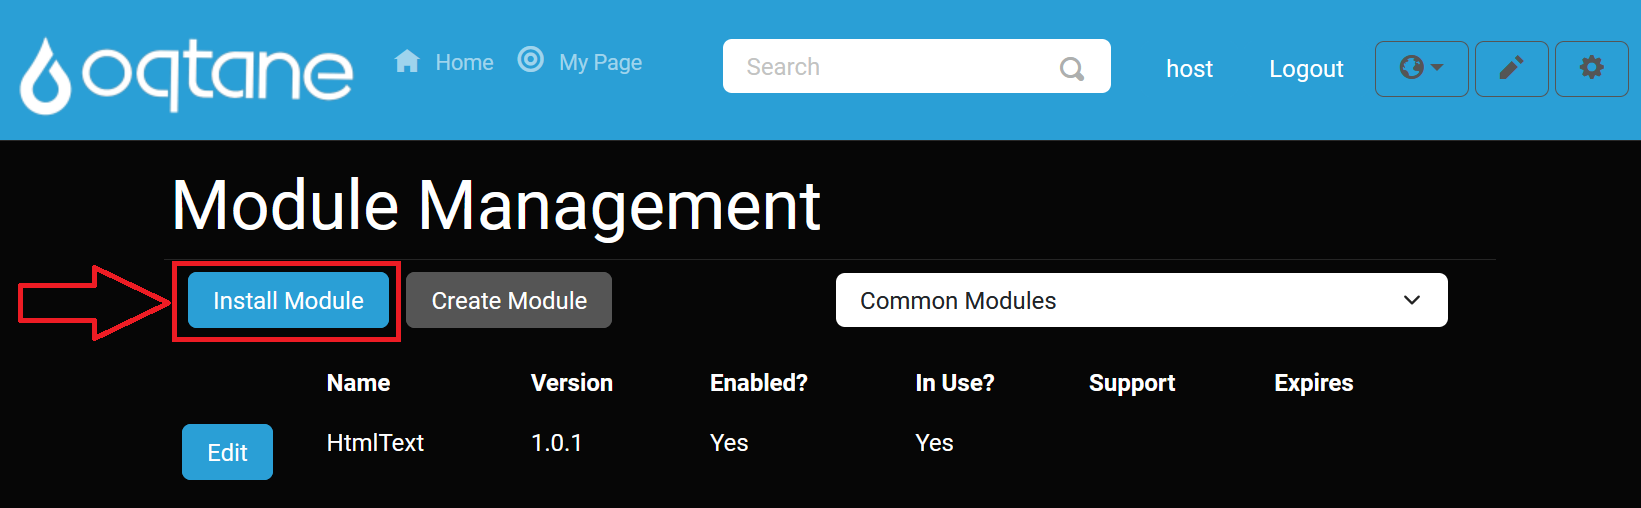 oqtane Home My Page Search host Logout
Module Management
Install Module Create Module Common Modules
Name Version Enabled? In Use? Support Expires
Edit HtmlText 1.0.1 Yes Yes